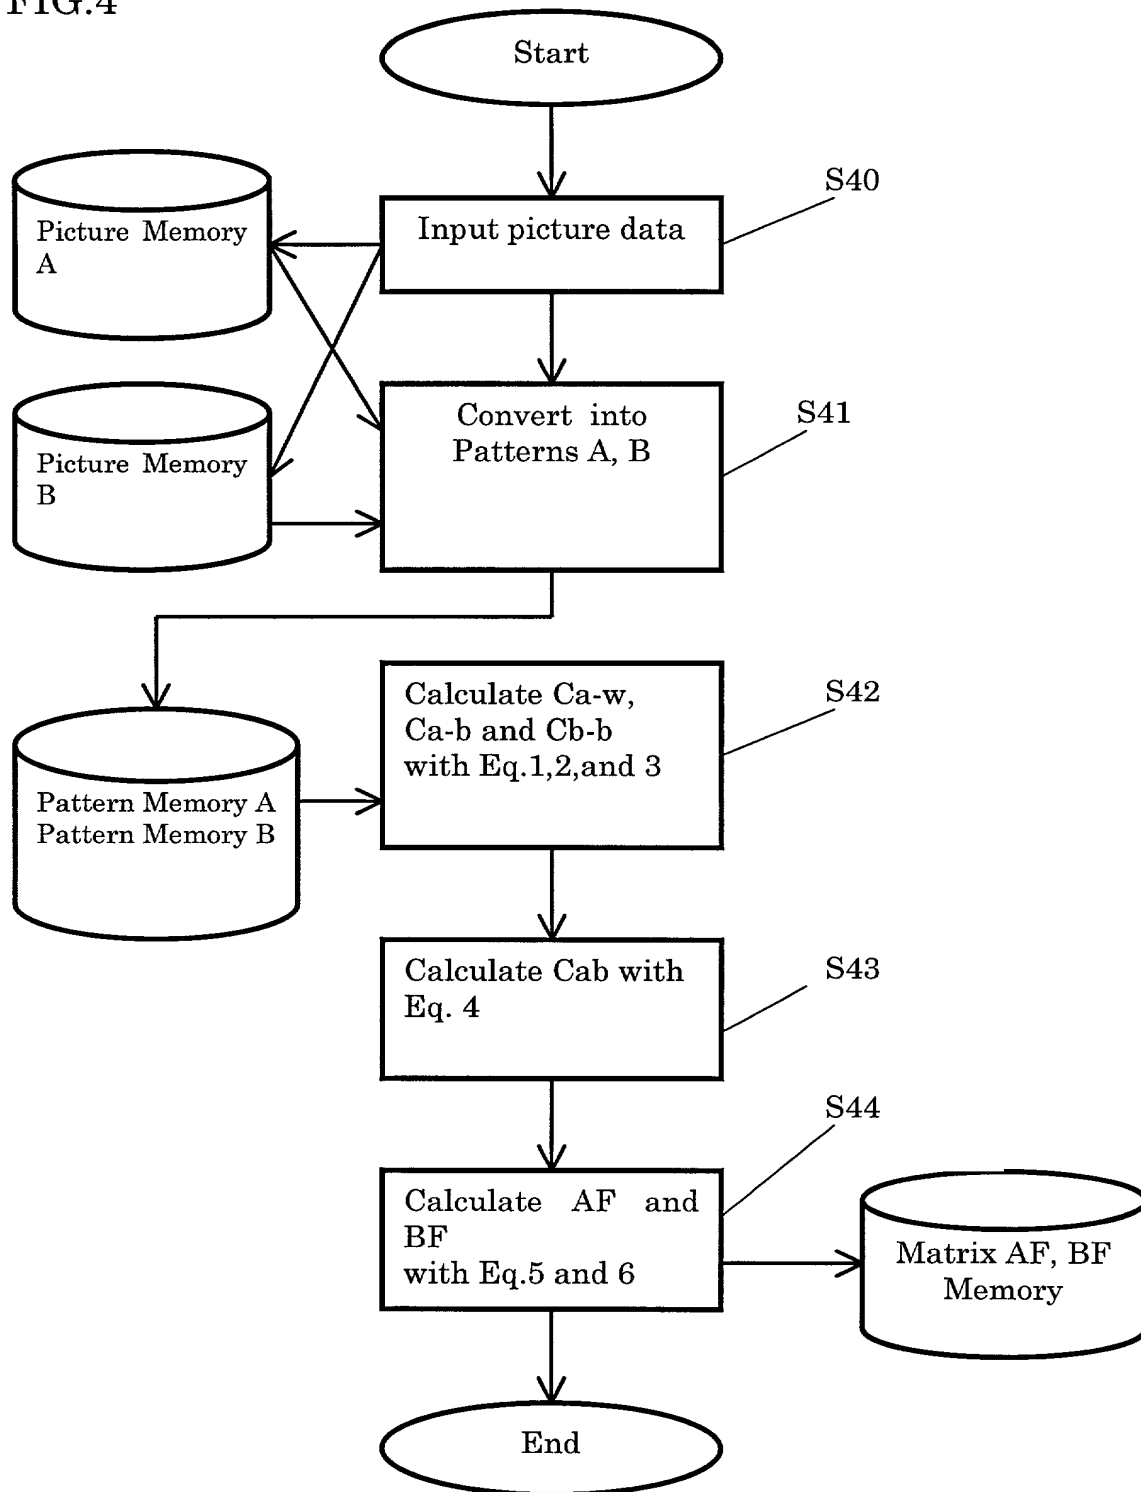 FIG.4
Start
S40
Input picture data
Picture Memory
A
S41
Convert into
Patterns A, B
Picture Memory
B
S42
Calculate Ca-w,
Ca-b and Cb-b
with Eq.1,2,and 3
Pattern Memory A
Pattern Memory B
S43
Calculate Cab with
Eq. 4
S44
Calculate AF and
BF
with Eq.5 and 6
Matrix AF, BF
Memory
End